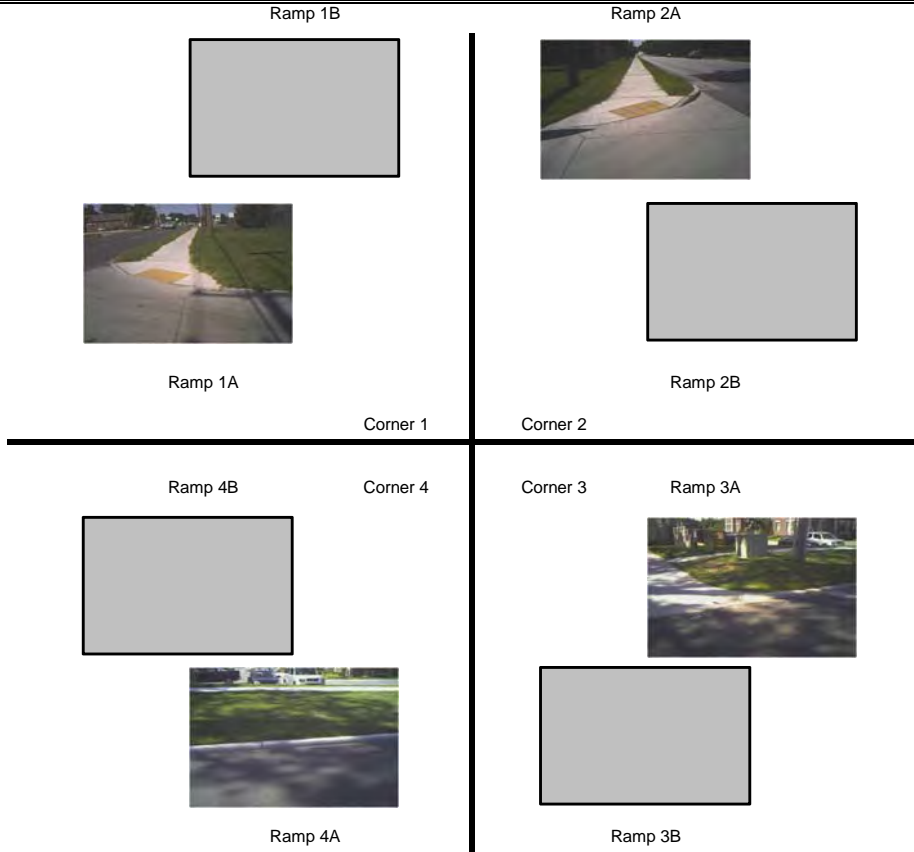 Ramp 1B
Ramp 2A
Ramp 1A
Ramp 2B
Corner 1
Corner 2
Ramp 4B
Corner 4
Corner 3
Ramp 3A
Ramp 4A
Ramp 3B